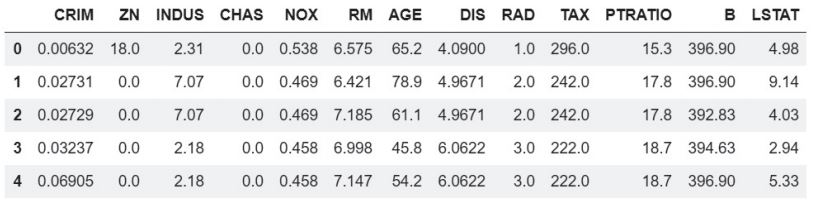 CRIM ZN INDUS CHAS NOX RM AGE DIS RAD TAX PTRATIO B LSTAT
0 0.00632 18.0 2.31 0.0 0.538 6.575 65.2 4.0900 1.0 296.0 15.3 396.90 4.98
1 0.02731 0.0 7.07 0.0 0.469 6.421 78.9 4.9671 2.0 242.0 17.8 396.90 9.14
2 0.02729 0.0 7.07 0.0 0.469 7.185 61.1 4.9671 2.0 242.0 17.8 392.83 4.03
3 0.03237 0.0 2.18 0.0 0.458 6.998 45.8 6.0622 3.0 222.0 18.7 394.63 2.94
4 0.06905 0.0 2.18 0.0 0.458 7.147 54.2 6.0622 3.0 222.0 18.7 396.90 5.33